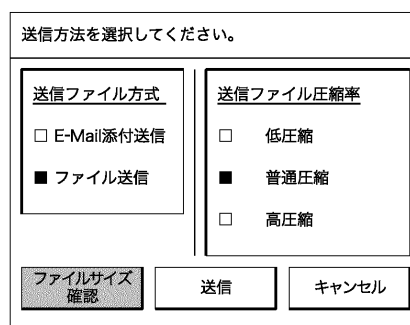 送信方法を選択してください。
送信ファイル方式
□ E-Mail添付送信
■ ファイル送信
送信ファイル圧縮率
□ 低圧縮
■ 普通圧縮
□ 高圧縮
ファイルサイズ
確認
送信
キャンセル